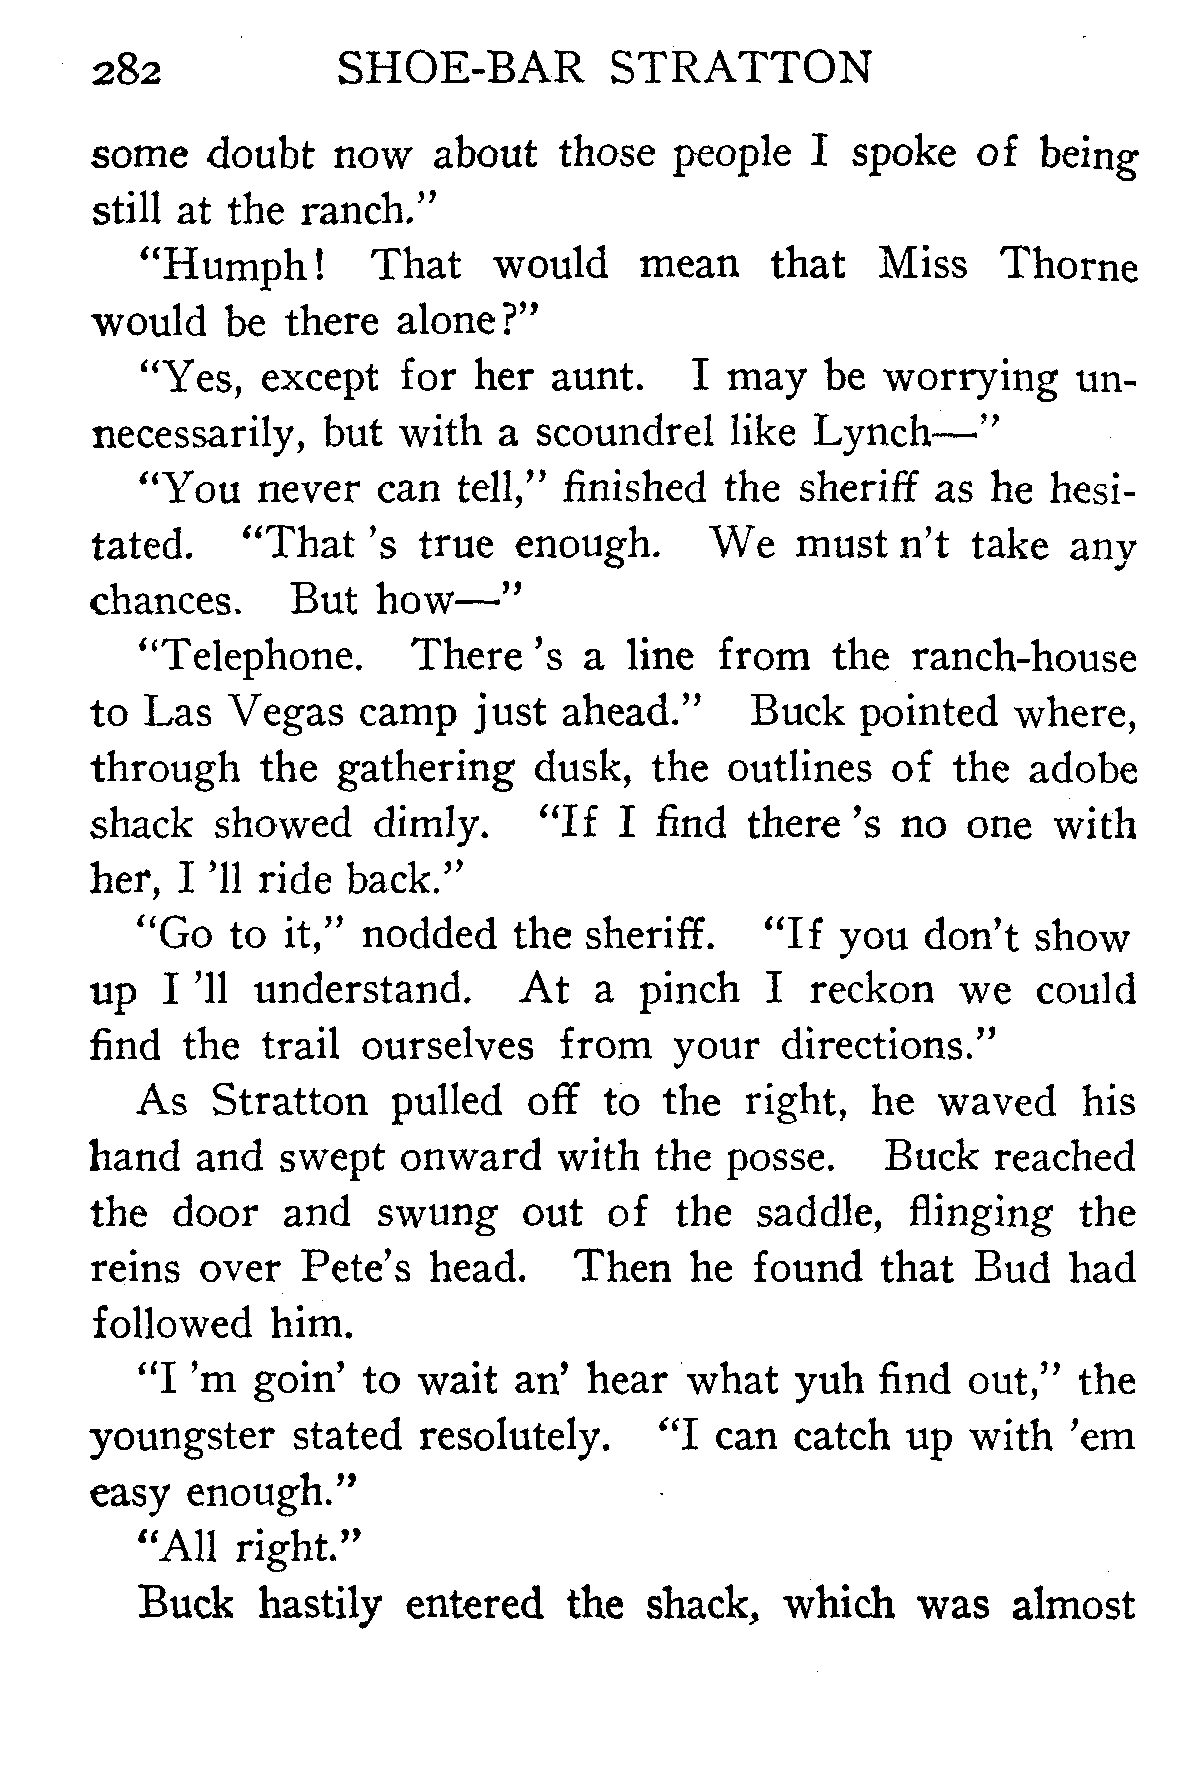 282 SHOE-BAR STRATTON
some doubt now about those people I spoke of being
still at the ranch.”
“Humph! That would mean that Miss Thorne
would be there alone?”
“Yes, except for her aunt. I may be worrying un-
necessarily, but with a scoundrel like Lynch—”
“You never can tell,” finished the sheriff as he hesi-
tated. “That ’s true enough. We must n’t take any
chances. But how—”
“Telephone. There ’s a line from the ranch-house
to Las Vegas camp just ahead.” Buck pointed where,
through the gathering dusk, the outlines of the adobe
shack showed dimly. “If I find there ’s no one with
her, I ’ll ride back.”
“Go to it,” nodded the sheriff. “If you don’t show
up I ’ll understand. At a pinch I reckon we could
find the trail ourselves from your directions.”
As Stratton pulled off to the right, he waved his
hand and swept onward with the posse. Buck reached
the door and swung out of the saddle, flinging the
reins over Pete’s head. Then he found that Bud had
followed him.
“I ’m goin’ to wait an’ hear what yuh find out,” the
youngster stated resolutely. “I can catch up with ’em
easy enough.”
“All right.”
Buck hastily entered the shack, which was almost